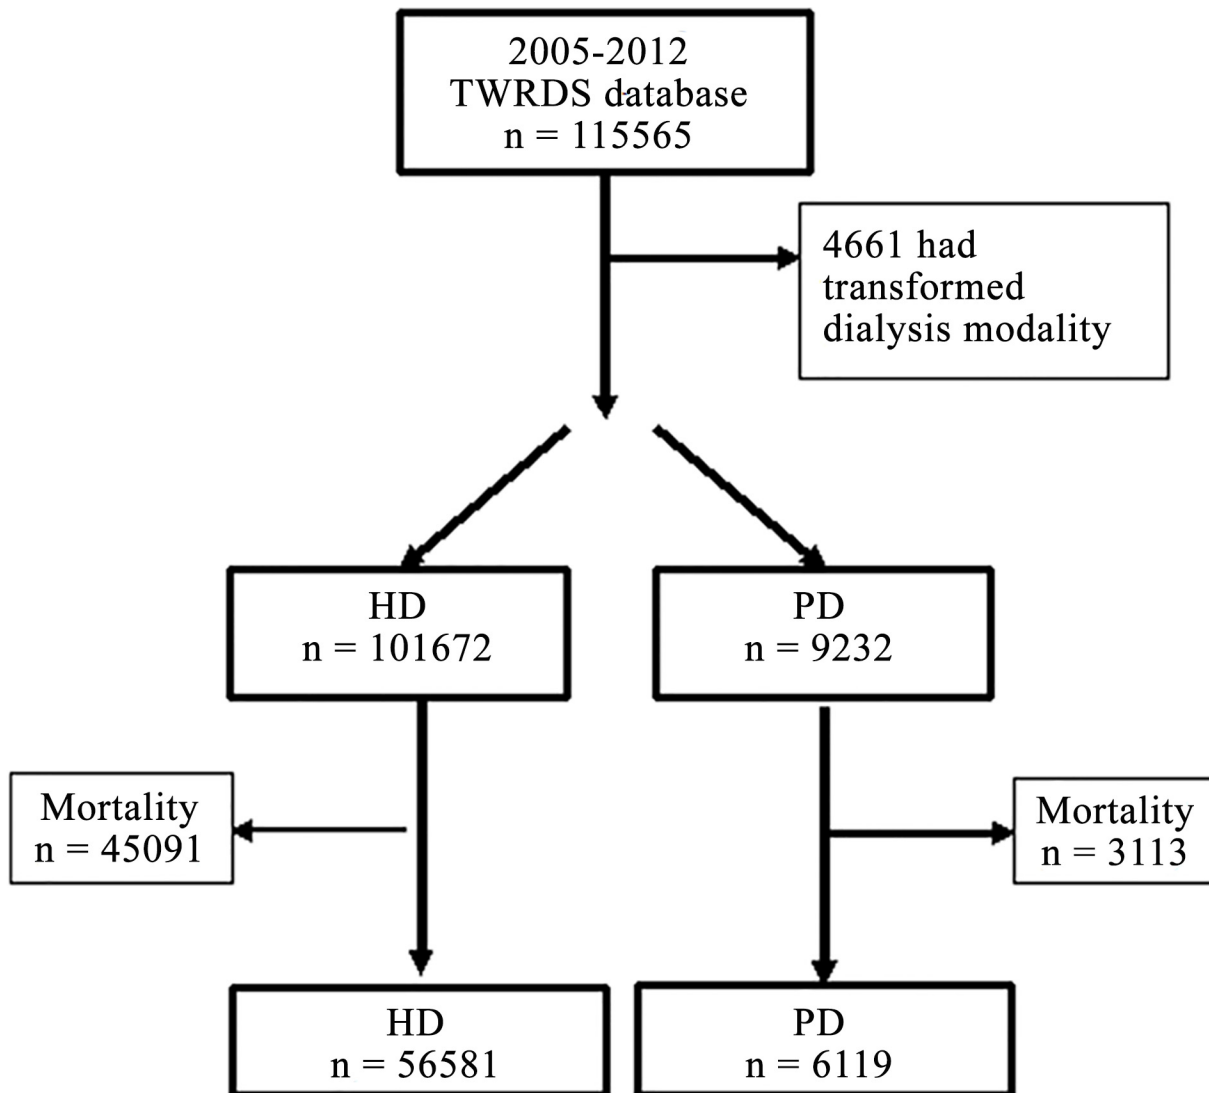 2005-2012
TWRDS database
n = 115565
4661 had
transformed
dialysis modality
HD
n = 101672
PD
n = 9232
Mortality
n = 45091
Mortality
n = 3113
HD
n = 56581
PD
n = 6119